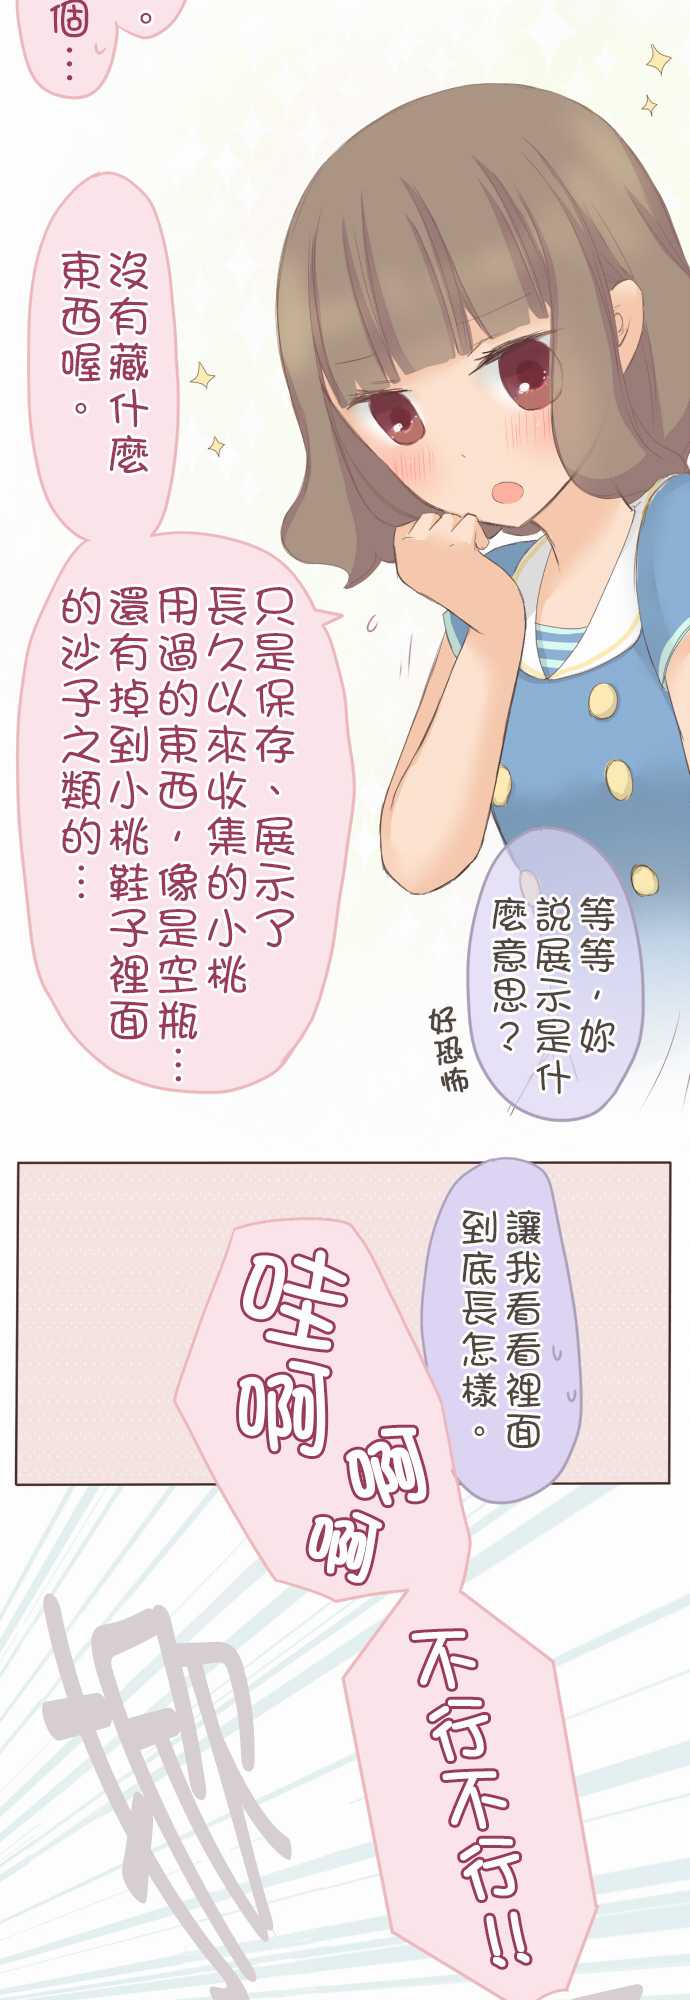 。
個⋯
沒有藏什麼
東西喔。
只是保存、展示了
長久以來收集的小桃
用過的東西，像是空瓶⋯
還有掉到小桃鞋子裡面
的沙子之類的⋯
等等，妳
說展示是什
麼意思？
好恐怖
讓我看看裡面
到底長怎樣。
哇啊
啊啊
不行不行!!